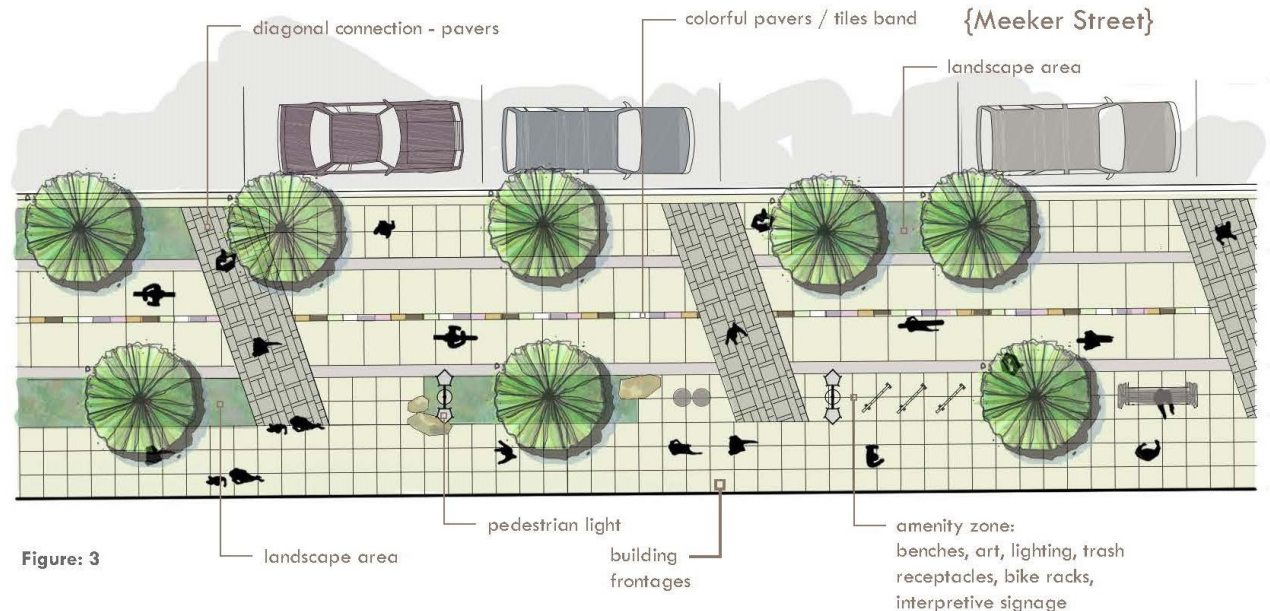 {Meeker Street}
diagonal connection - pavers
colorful pavers / tiles band
landscape area
pedestrian light
landscape area
building
frontages
amenity zone:
benches, art, lighting, trash
receptacles, bike racks,
interpretive signage
Figure: 3